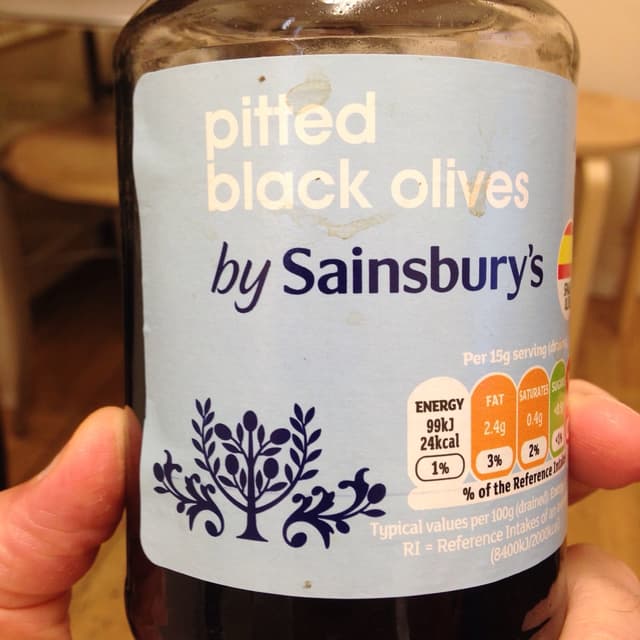 pitted
black olives
by Sainsbury's
Per 15g serving
ENERGY
99kJ
24kcal
1%
FAT
2.4g
3%
SATURATES
0.4g
2%
% of the Reference
Typical values per 100g (drained)
RI = Reference Intakes of an
(8400kJ/2000kcal)